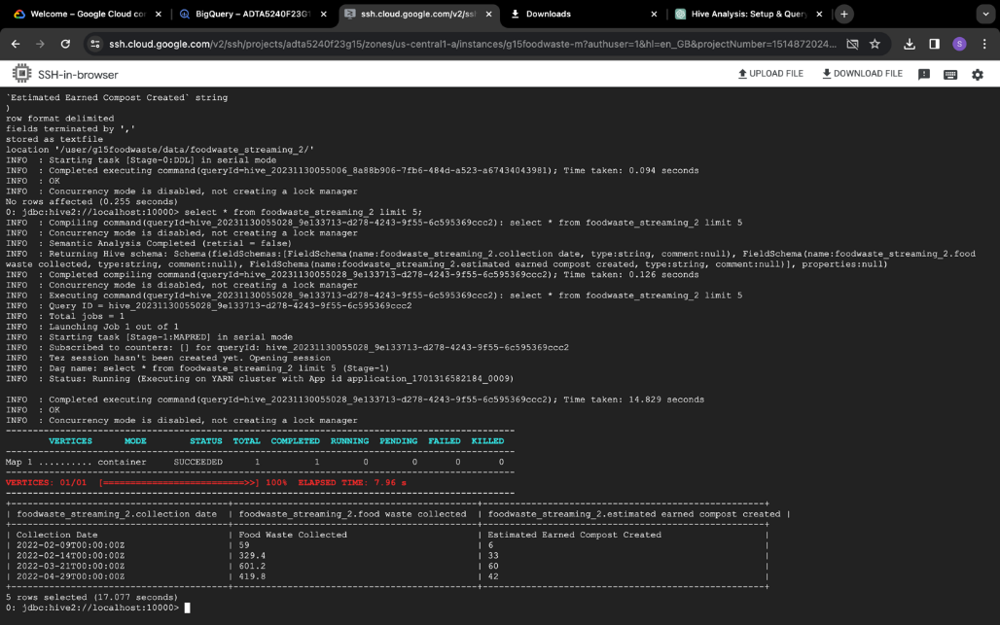 Welcome – Google Cloud co
BigQuery – ADTA5240F23G1
ssh.cloud.google.com/v2/ssh
Downloads
Hive Analysis: Setup & Query
ssh.cloud.google.com/v2/ssh/projects/adta5240f23g15/zones/us-central1-a/instances/g15foodwaste-m?authuser=1&hl=en_GB&projectNumber=1514872024...
S
SSH-in-browser
UPLOAD FILE
DOWNLOAD FILE
`Estimated Earned Compost Created` string
)
row format delimited
fields terminated by ','
stored as textfile
location '/user/g15foodwaste/data/foodwaste_streaming_2/'
INFO : Starting task [Stage-0:DDL] in serial mode
INFO : Completed executing command(queryId=hive_20231130055006_8a88b906-7fb6-484d-a523-a67434043981); Time taken: 0.094 seconds
INFO : OK
INFO : Concurrency mode is disabled, not creating a lock manager
No rows affected (0.255 seconds)
0: jdbc:hive2://localhost:10000> select * from foodwaste_streaming_2 limit 5;
INFO : Compiling command(queryId=hive_20231130055028_9e133713-d278-4243-9f55-6c595369ccc2): select * from foodwaste_streaming_2 limit 5
INFO : Concurrency mode is disabled, not creating a lock manager
INFO : Semantic Analysis Completed (retrial = false)
INFO : Returning Hive schema: Schema(fieldSchemas:[FieldSchema(name:foodwaste_streaming_2.collection date, type:string, comment:null), FieldSchema(name:foodwaste_streaming_2.food
waste collected, type:string, comment:null), FieldSchema(name:foodwaste_streaming_2.estimated earned compost created, type:string, comment:null)], properties:null)
INFO : Completed compiling command(queryId=hive_20231130055028_9e133713-d278-4243-9f55-6c595369ccc2); Time taken: 0.126 seconds
INFO : Concurrency mode is disabled, not creating a lock manager
INFO : Executing command(queryId=hive_20231130055028_9e133713-d278-4243-9f55-6c595369ccc2): select * from foodwaste_streaming_2 limit 5
INFO : Query ID = hive_20231130055028_9e133713-d278-4243-9f55-6c595369ccc2
INFO : Total jobs = 1
INFO : Launching Job 1 out of 1
INFO : Starting task [Stage-1:MAPRED] in serial mode
INFO : Subscribed to counters: [] for queryId: hive_20231130055028_9e133713-d278-4243-9f55-6c595369ccc2
INFO : Tez session hasn't been created yet. Opening session
INFO : Dag name: select * from foodwaste_streaming_2 limit 5 (Stage-1)
INFO : Status: Running (Executing on YARN cluster with App id application_1701316582184_0009)
INFO : Completed executing command(queryId=hive_20231130055028_9e133713-d278-4243-9f55-6c595369ccc2); Time taken: 14.829 seconds
INFO : OK
INFO : Concurrency mode is disabled, not creating a lock manager
VERTICES MODE STATUS TOTAL COMPLETED RUNNING PENDING FAILED KILLED
Map 1 .......... container SUCCEEDED 1 1 0 0 0 0
VERTICES: 01/01 [==========================>>] 100% ELAPSED TIME: 7.96 s
| foodwaste_streaming_2.collection date | foodwaste_streaming_2.food waste collected | foodwaste_streaming_2.estimated earned compost created |
| Collection Date | Food Waste Collected | Estimated Earned Compost Created |
| 2022-02-09T00:00:00Z | 59 | 6 |
| 2022-02-14T00:00:00Z | 329.4 | 33 |
| 2022-03-21T00:00:00Z | 601.2 | 60 |
| 2022-04-29T00:00:00Z | 419.8 | 42 |
5 rows selected (17.077 seconds)
0: jdbc:hive2://localhost:10000>